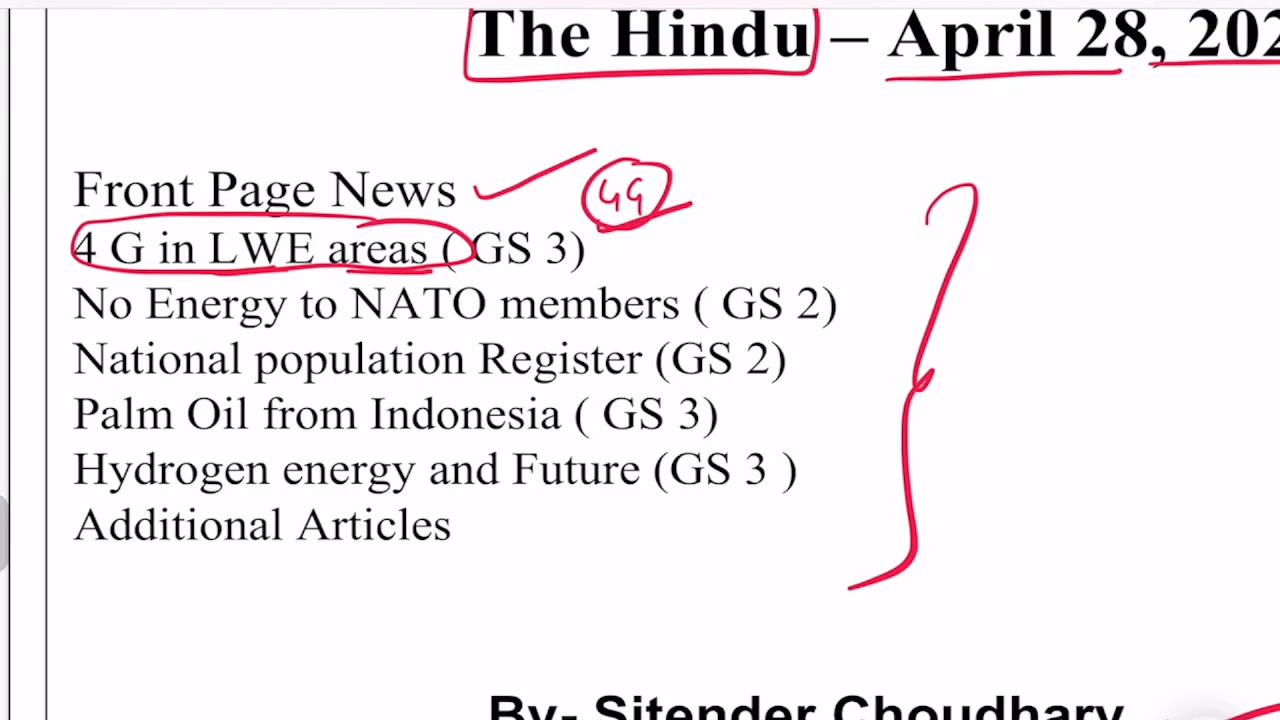 The Hindu – April 28, 202
Front Page News
4G
4 G in LWE areas ( GS 3)
No Energy to NATO members ( GS 2)
National population Register (GS 2)
Palm Oil from Indonesia ( GS 3)
Hydrogen energy and Future (GS 3 )
Additional Articles
By- Sitender Choudhary